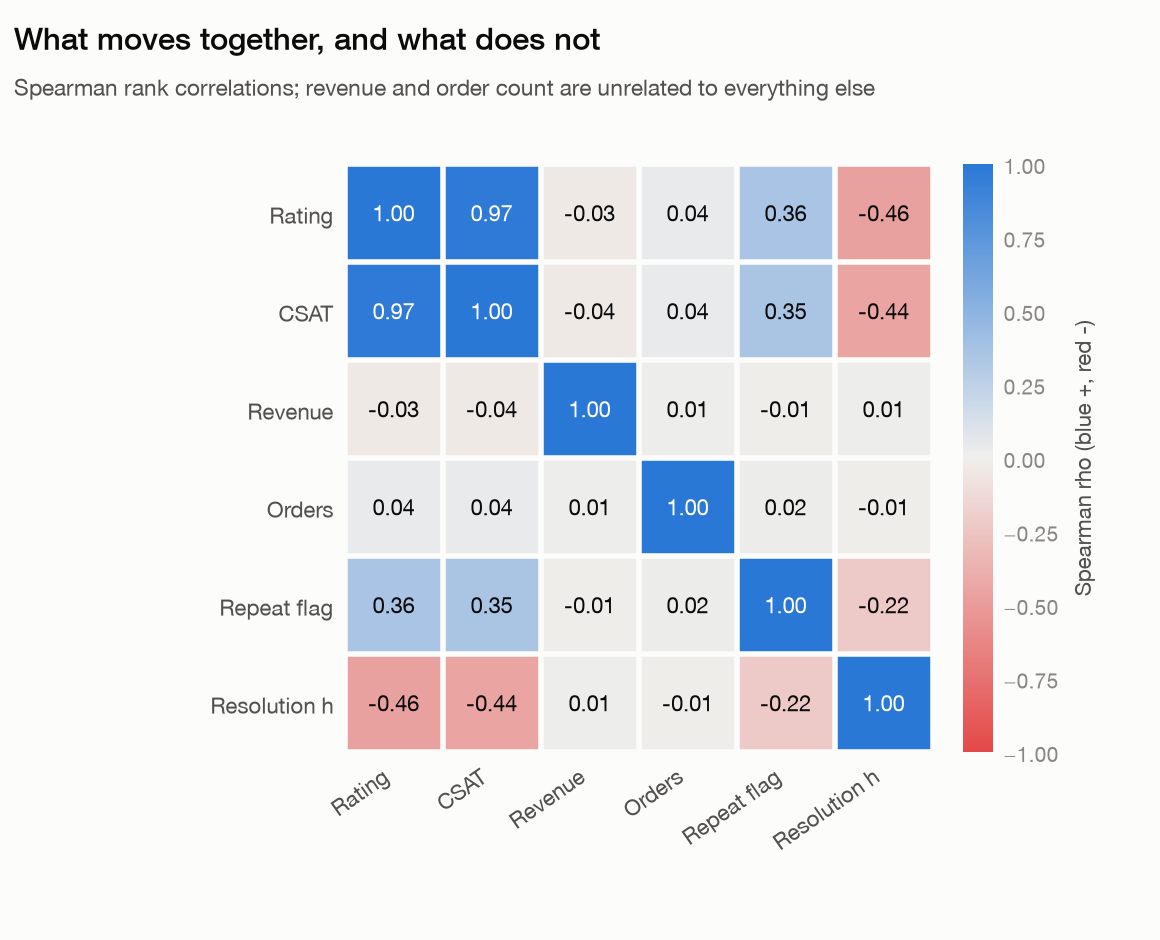 What moves together, and what does not
Spearman rank correlations; revenue and order count are unrelated to everything else
Rating 1.00 0.97 -0.03 0.04 0.36 -0.46
CSAT 0.97 1.00 -0.04 0.04 0.35 -0.44
Revenue -0.03 -0.04 1.00 0.01 -0.01 0.01
Orders 0.04 0.04 0.01 1.00 0.02 -0.01
Repeat flag 0.36 0.35 -0.01 0.02 1.00 -0.22
Resolution h -0.46 -0.44 0.01 -0.01 -0.22 1.00
Rating CSAT Revenue Orders Repeat flag Resolution h
1.00
0.75
0.50
0.25
0.00
−0.25
−0.50
−0.75
−1.00
Spearman rho (blue +, red -)